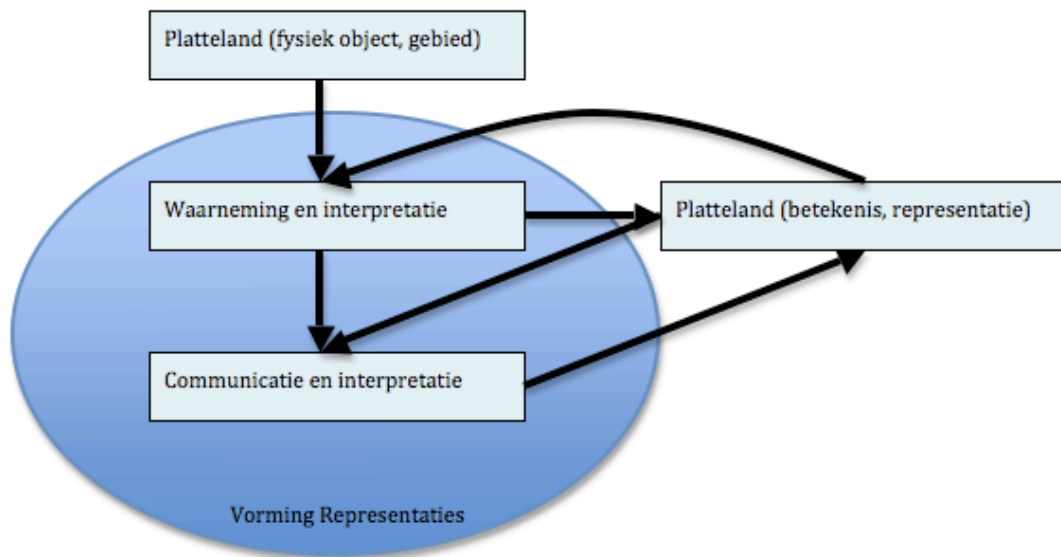 Platteland (fysiek object, gebied)
Waarneming en interpretatie
Platteland (betekenis, representatie)
Communicatie en interpretatie
Vorming Representaties